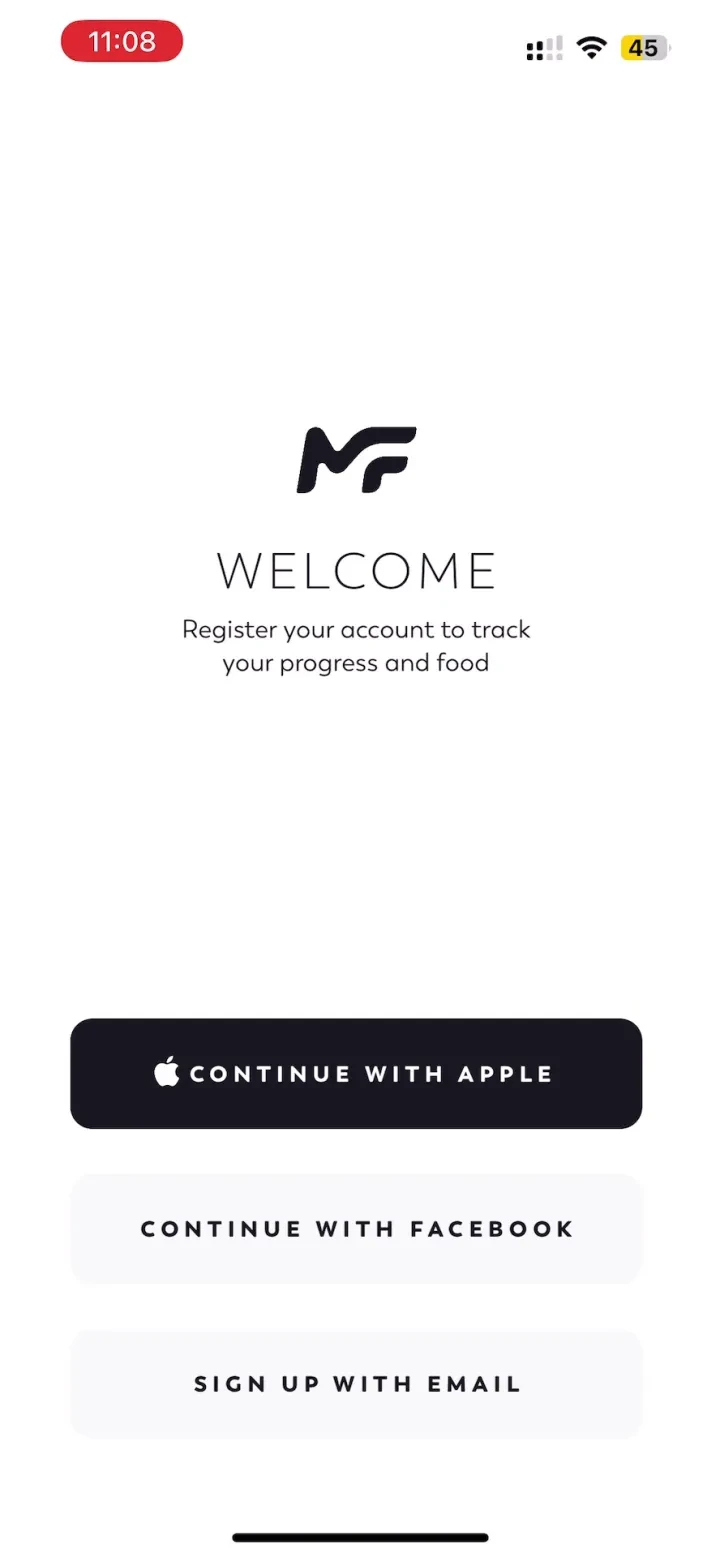 11:08
45
MF
WELCOME
Register your account to track
your progress and food
CONTINUE WITH APPLE
CONTINUE WITH FACEBOOK
SIGN UP WITH EMAIL